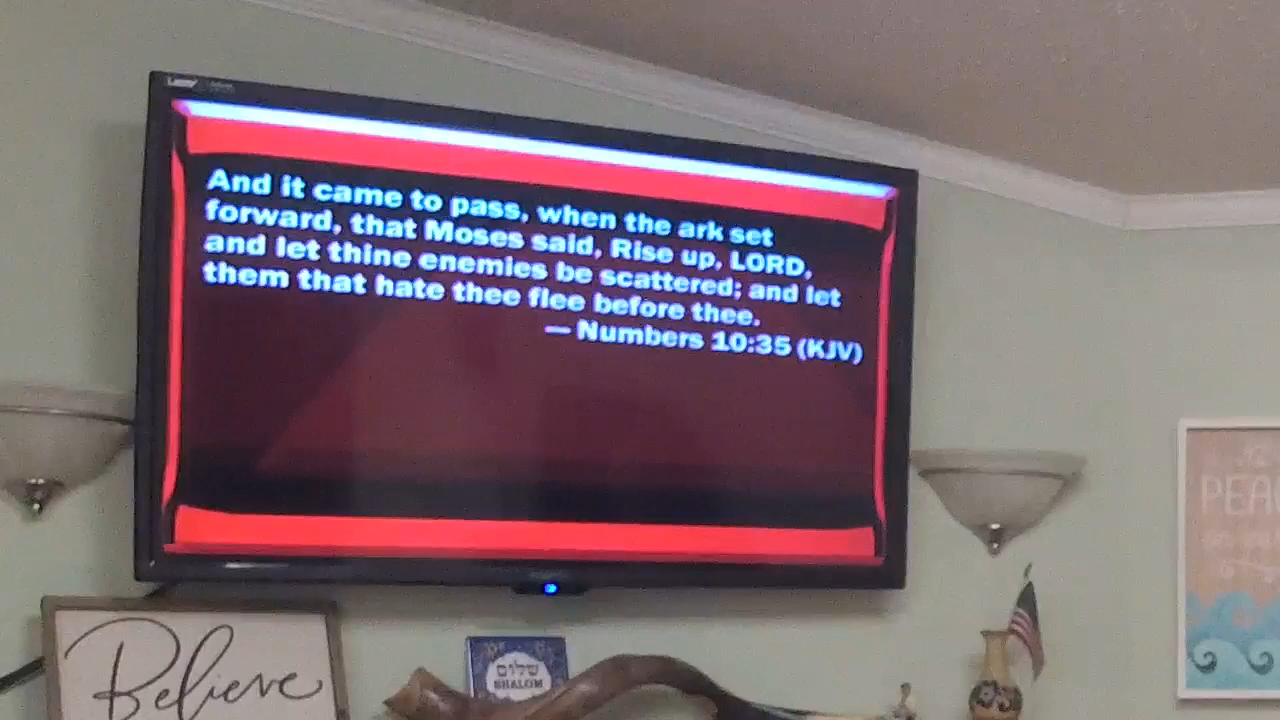 And it came to pass, when the ark set
forward, that Moses said, Rise up, LORD,
and let thine enemies be scattered; and let
them that hate thee flee before thee.
— Numbers 10:35 (KJV)
Believe
שלום
SHALOM